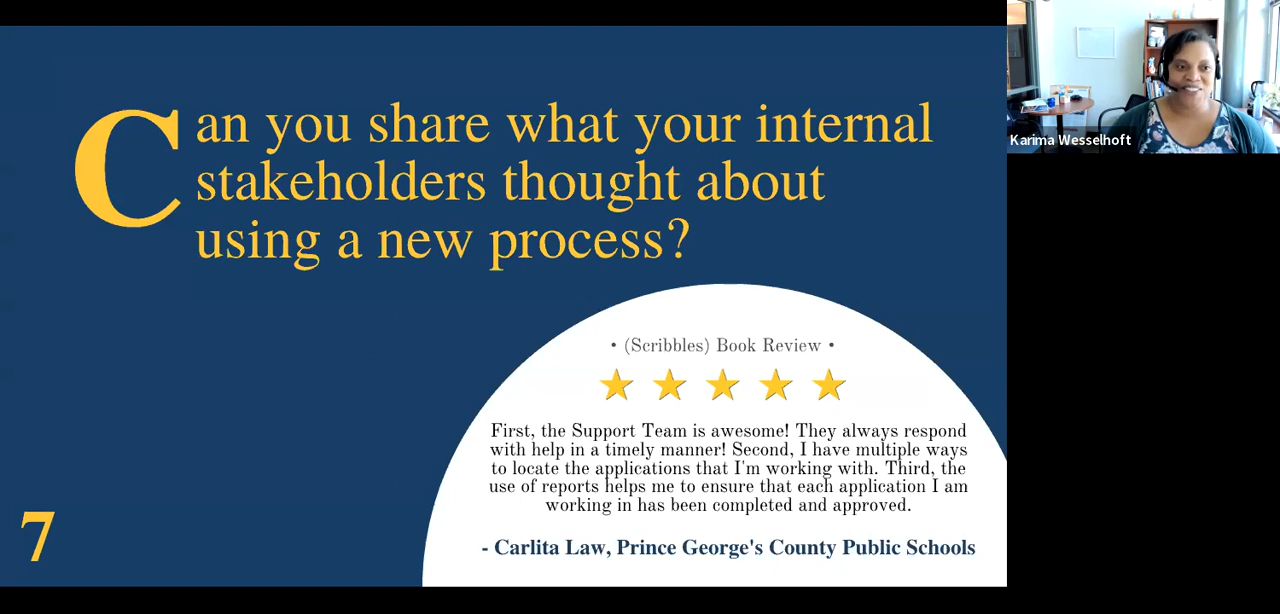 Can you share what your internal
stakeholders thought about
using a new process?
Karima Wesselhoft
• (Scribbles) Book Review •
First, the Support Team is awesome! They always respond
with help in a timely manner! Second, I have multiple ways
to locate the applications that I'm working with. Third, the
use of reports helps me to ensure that each application I am
working in has been completed and approved.
- Carlita Law, Prince George's County Public Schools
7